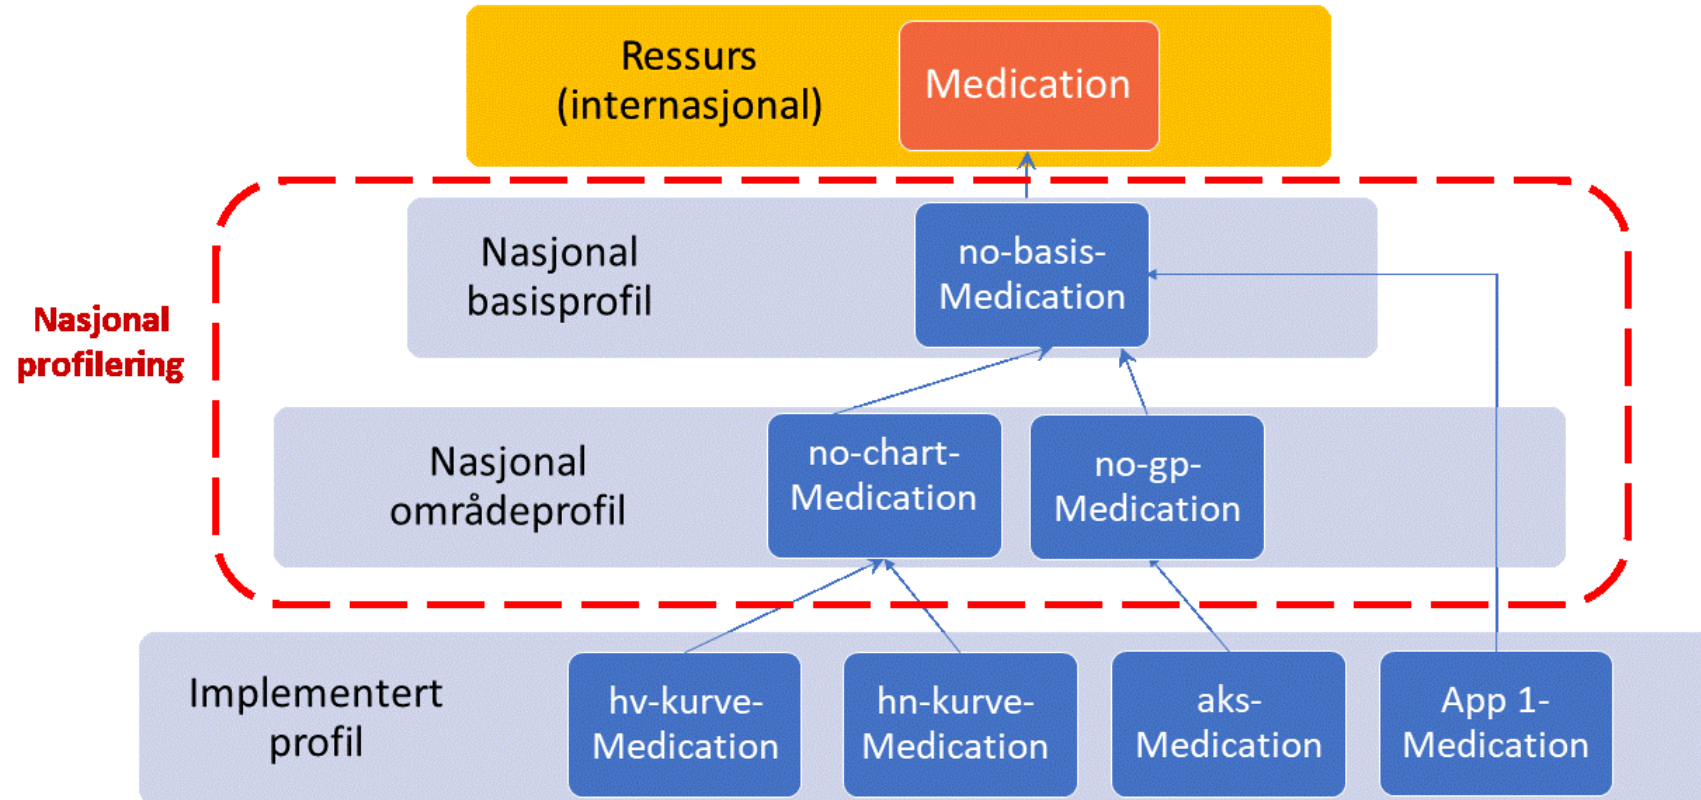 Ressurs
(internasjonal)
Medication
Nasjonal
profilering
Nasjonal
basisprofil
no-basis-
Medication
Nasjonal
områdeprofil
no-chart-
Medication
no-gp-
Medication
Implementert
profil
hv-kurve-
Medication
hn-kurve-
Medication
aks-
Medication
App 1-
Medication